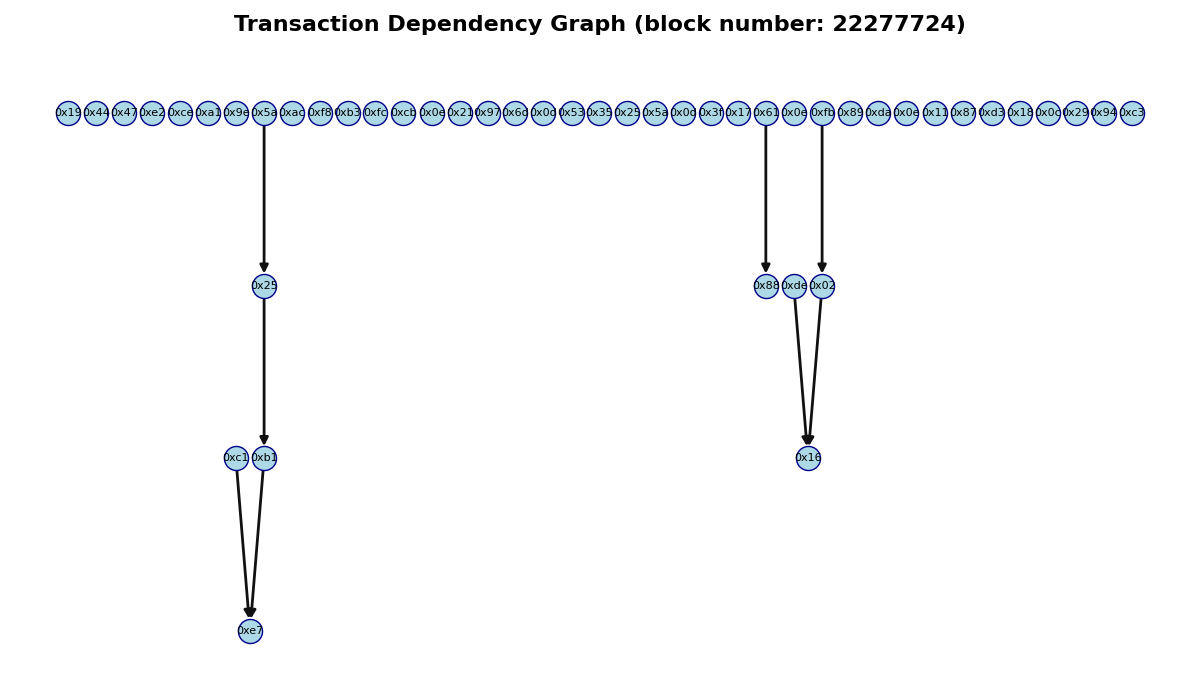 Transaction Dependency Graph (block number: 22277724)
0x19 0x44 0x47 0xe2 0xce 0xa1 0x9e 0x5a 0xac 0xf8 0xb3 0xfc 0xcb 0x0e 0x21 0x97 0x6d 0x0d 0x53 0x35 0x25 0x5a 0x0d 0x3f 0x17 0x61 0x0e 0xfb 0x89 0xda 0x0e 0x11 0x87 0xd3 0x18 0x0c 0x29 0x94 0xc3
0x25 0x88 0xde 0x02
0xc1 0xb1 0x16
0xe7